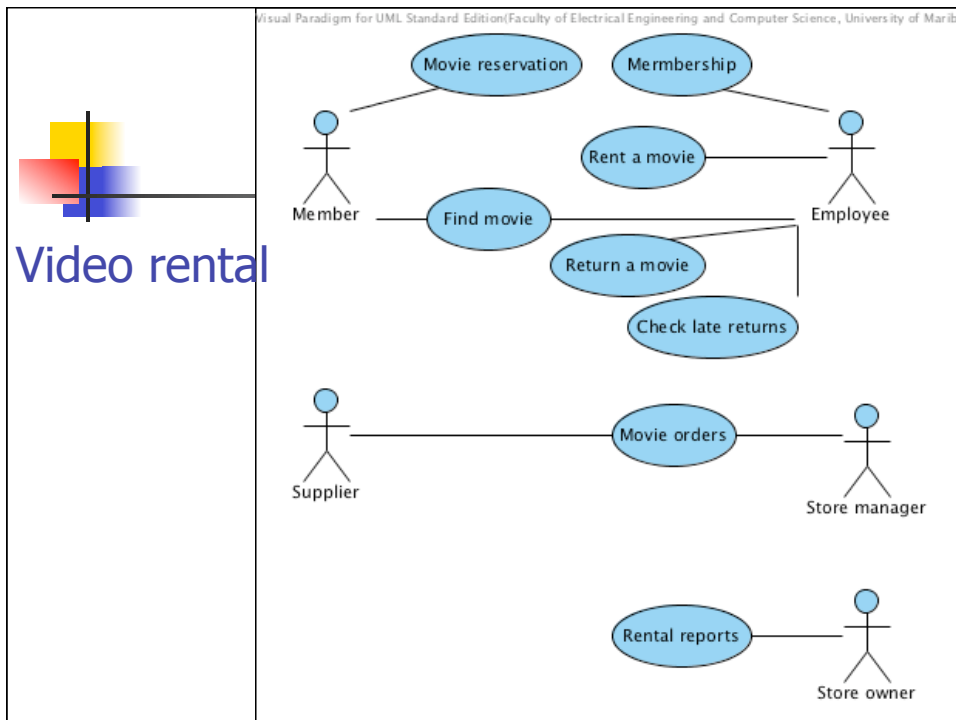 Visual Paradigm for UML Standard Edition(Faculty of Electrical Engineering and Computer Science, University of Marib
Movie reservation
Mermbership
Rent a movie
Member
Find movie
Employee
Video rental
Return a movie
Check late returns
Movie orders
Supplier
Store manager
Rental reports
Store owner